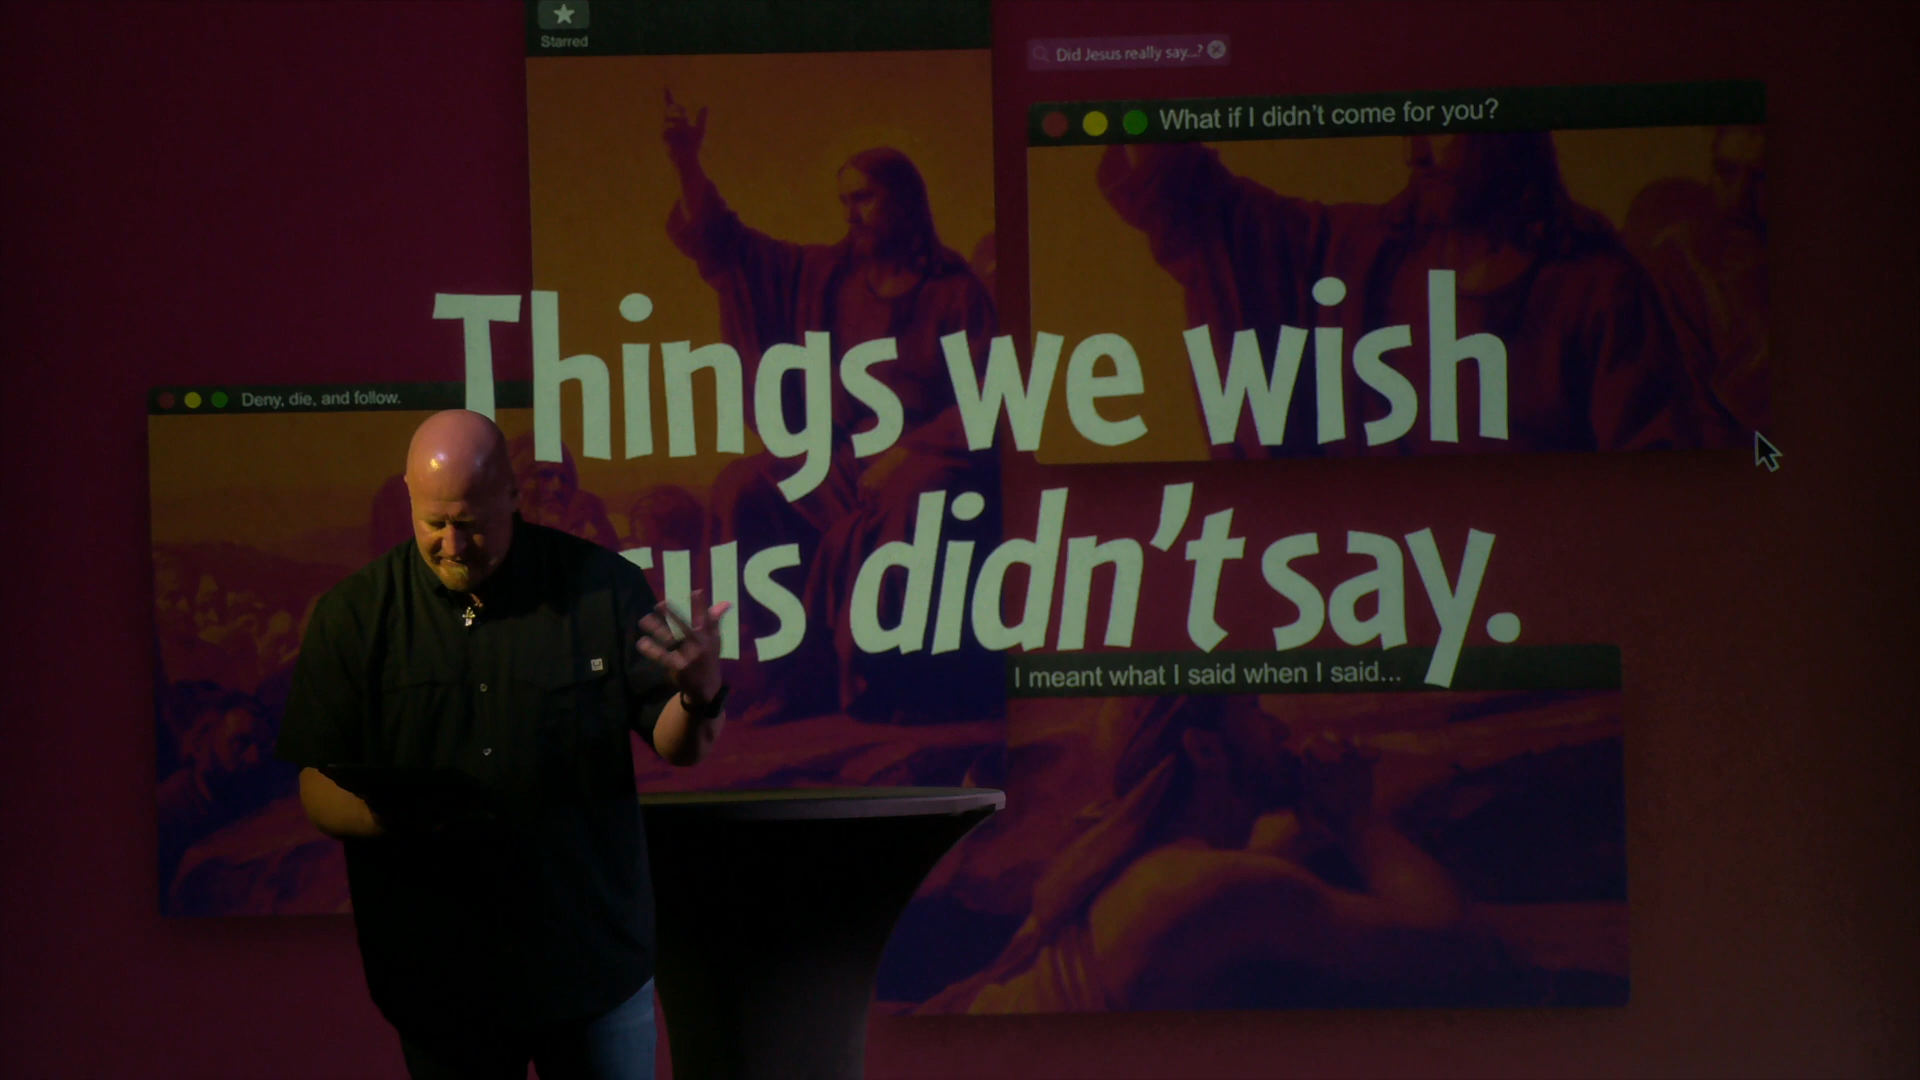 Starred
Did Jesus really say...?
What if I didn't come for you?
Things we wish
Deny, die, and follow.
sus didn't say.
I meant what I said when I said...